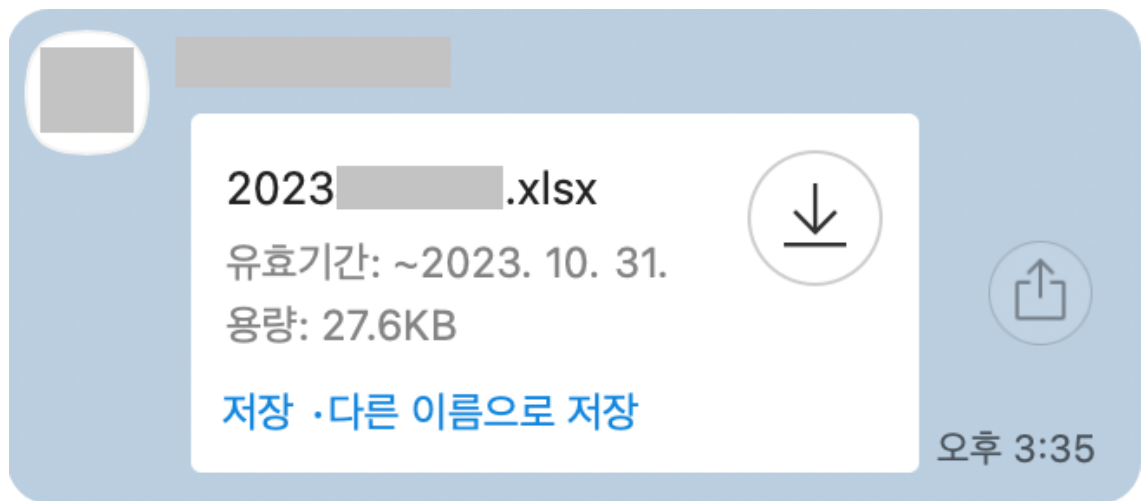 2023 .xlsx
유효기간: ~2023. 10. 31.
용량: 27.6KB
저장 · 다른 이름으로 저장
오후 3:35